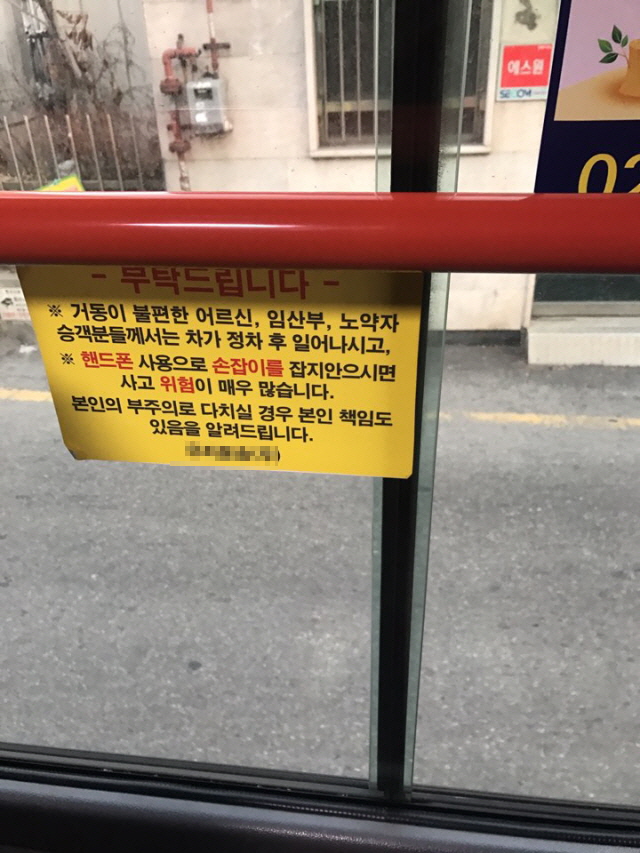 에스원
SECOM
02
- 부탁드립니다 -
※ 거동이 불편한 어르신, 임산부, 노약자
승객분들께서는 차가 정차 후 일어나시고,
※ 핸드폰 사용으로 손잡이를 잡지안으시면
사고 위험이 매우 많습니다.
본인의 부주의로 다치실 경우 본인 책임도
있음을 알려드립니다.